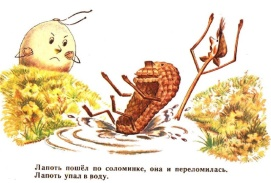 Лапоть пошёл по соломинке, она и переломилась.
Лапоть упал в воду.